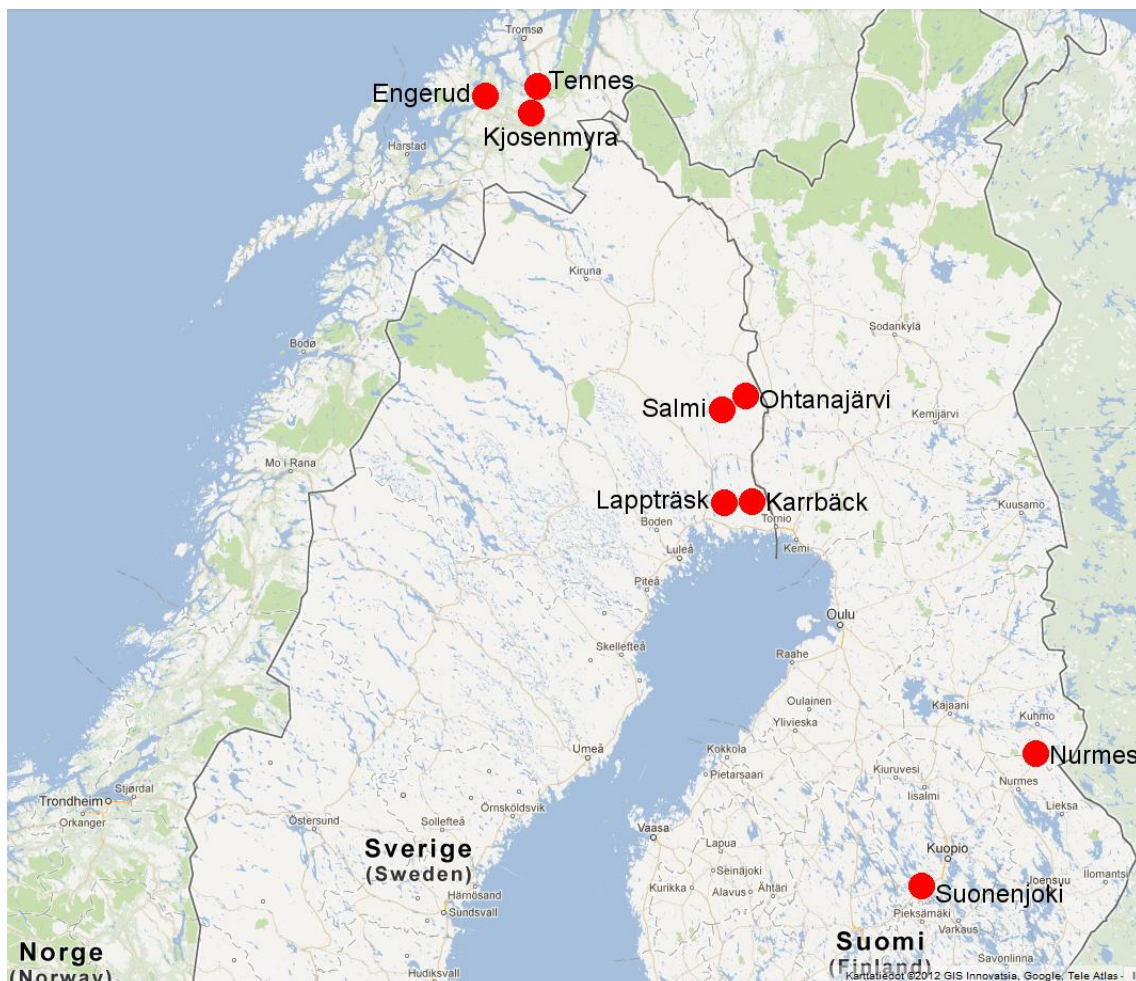 Tromsø
Tennes
Engerud
Kjosenmyra
Harstad
Kiruna
Sodankylä
Bodø
Ohtanajärvi
Salmi
Kemijärvi
Mo i Rana
Lappträsk
Karrbäck
Kuusamo
Boden
Tornio
Kemi
Luleå
Piteå
Oulu
Skellefteå
Raahe
Oulainen
Kajaani
Kuhmo
Ylivieska
Umeå
Kokkola
Nurmes
Pietarsaari
Kiuruvesi
Nurmes
Iisalmi
Stjørdal
Trondheim
Lieksa
Orkanger
Örnsköldsvik
Östersund
Sollefteå
Vaasa
Sverige
(Sweden)
Lapua
Kuopio
Seinäjoki
Joensuu
Ilomantsi
Kurikka
Alavus
Ähtäri
Suonenjoki
Härnösand
Sundsvall
Pieksämäki
Varkaus
Norge
(Norway)
Suomi
(Finland)
Savonlinna
Hudiksvall
Karttatiedot ©2012 GIS Innovatsia, Google, Tele Atlas -